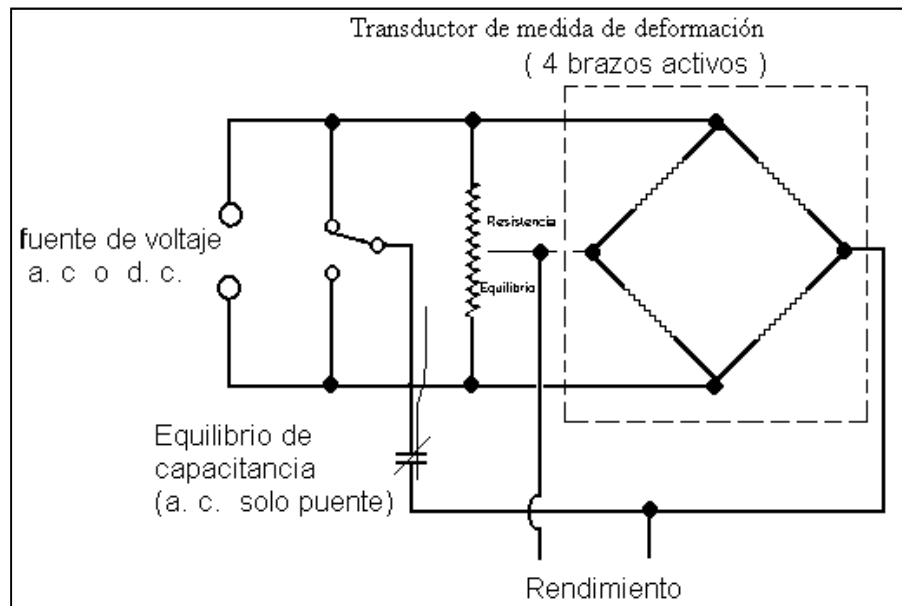 Transductor de medida de deformación
( 4 brazos activos )
Resistencia
fuente de voltaje
a. c o d. c.
Equilibrio
Equilibrio de
capacitancia
(a. c. solo puente)
Rendimiento